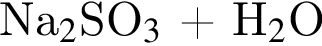 Na₂SO₃ + H₂O